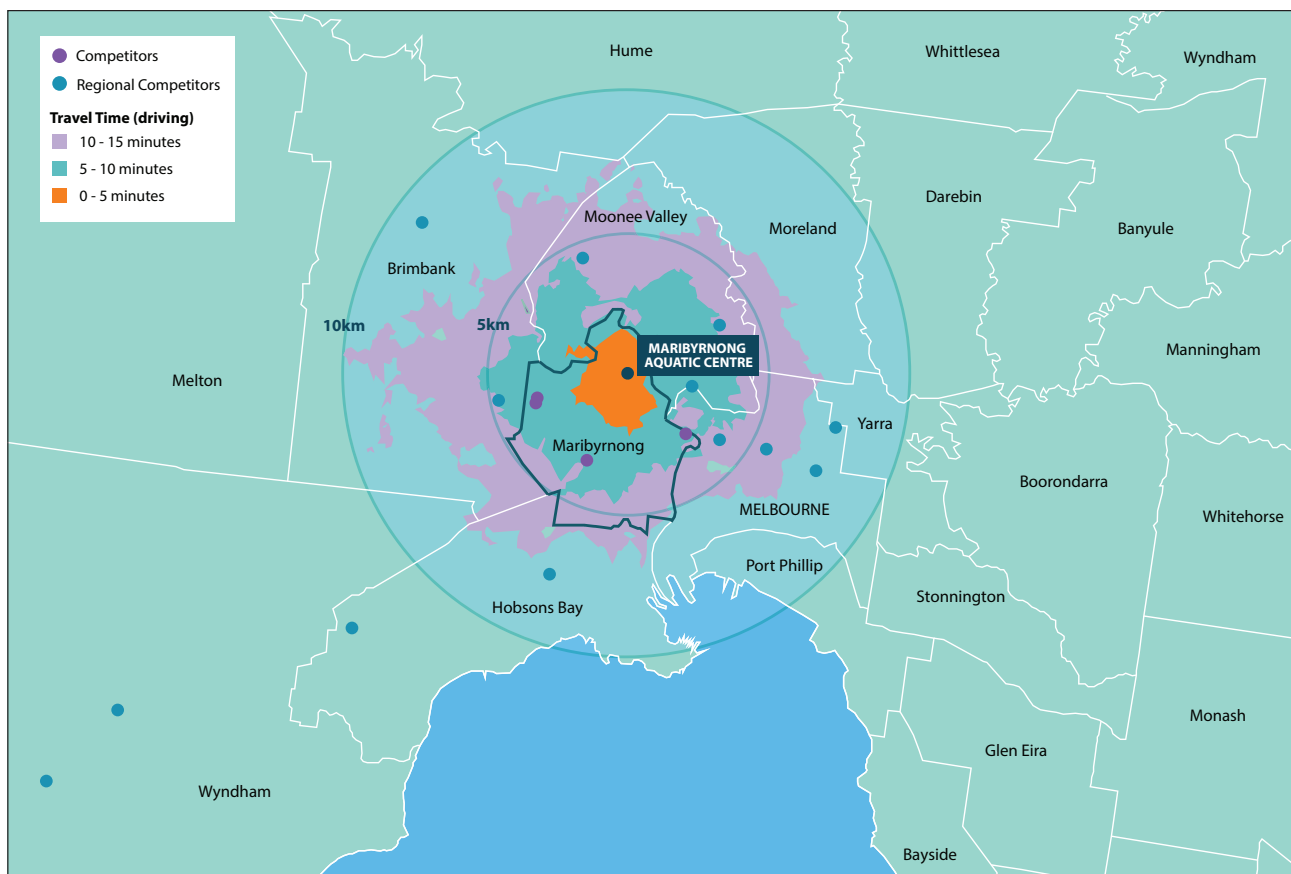 Competitors
Regional Competitors
Travel Time (driving)
10 - 15 minutes
5 - 10 minutes
0 - 5 minutes
Hume
Whittlesea
Wyndham
Darebin
Banyule
Moonee Valley
Moreland
Brimbank
10km
5km
MARIBYRNONG
AQUATIC CENTRE
Manningham
Melton
Yarra
Maribyrnong
Boorondarra
MELBOURNE
Whitehorse
Port Phillip
Stonnington
Hobsons Bay
Monash
Glen Eira
Wyndham
Bayside